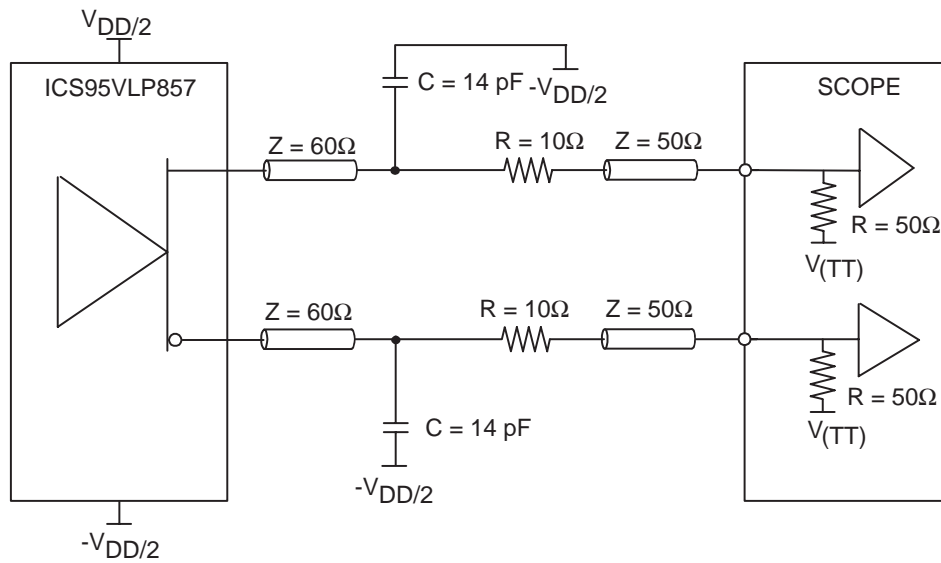 VDD/2
ICS95VLP857
C = 14 pF
-VDD/2
SCOPE
Z = 60Ω
R = 10Ω
Z = 50Ω
R = 50Ω
V(TT)
Z = 60Ω
R = 10Ω
Z = 50Ω
R = 50Ω
V(TT)
C = 14 pF
-VDD/2
-VDD/2